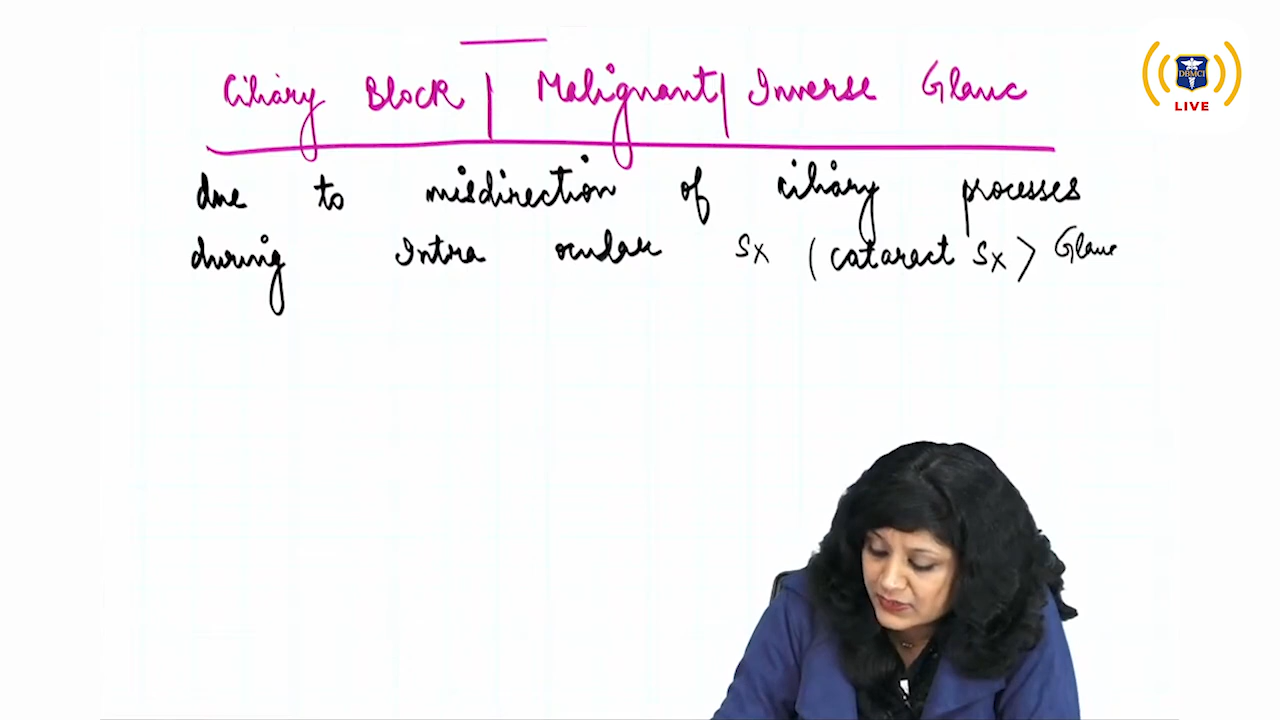 Ciliary Block | Malignant | Inverse Glauc
due to misdirection of ciliary processes
during Intra ocular Sx (cataract Sx > Glauc
DBMCI
LIVE